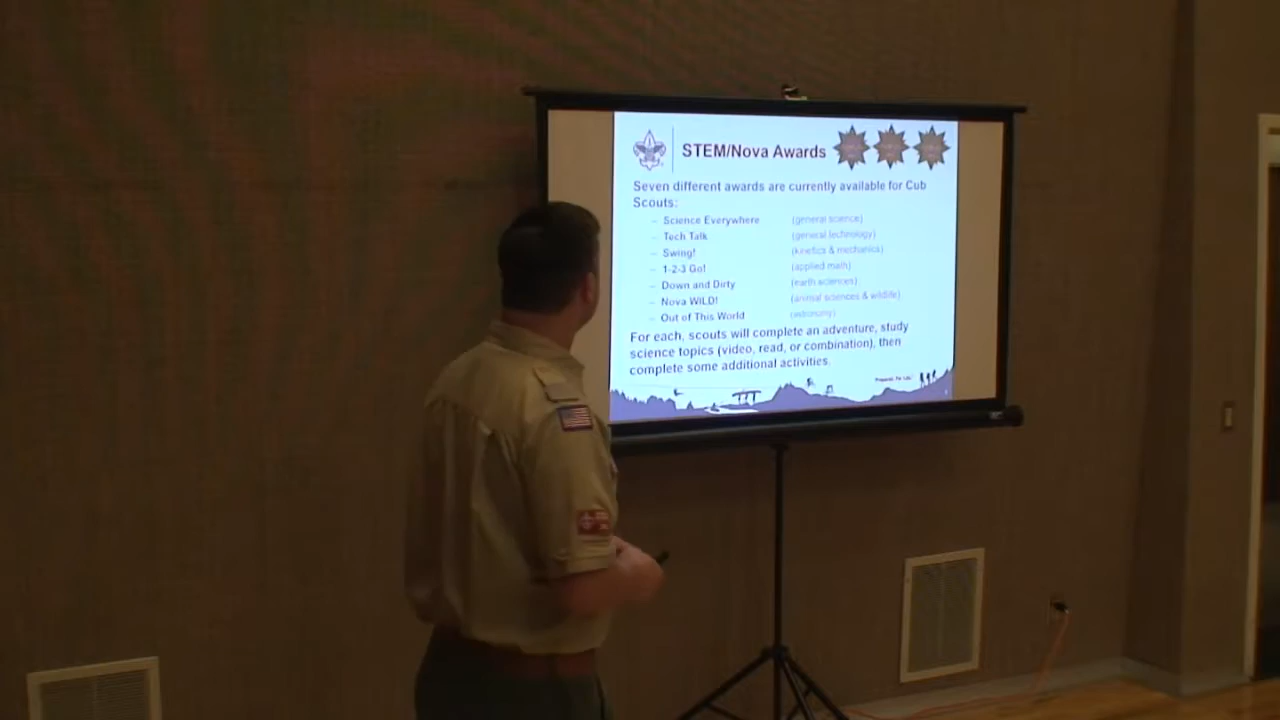 STEM/Nova Awards
Seven different awards are currently available for Cub
Scouts:
– Science Everywhere (general science)
– Tech Talk (general technology)
– Swing! (kinetics & mechanics)
– 1-2-3 Go! (applied math)
– Down and Dirty (earth sciences)
– Nova WILD! (animal sciences & wildlife)
– Out of This World (astronomy)
For each, scouts will complete an adventure, study
science topics (video, read, or combination), then
complete some additional activities.
Prepared. For Life.